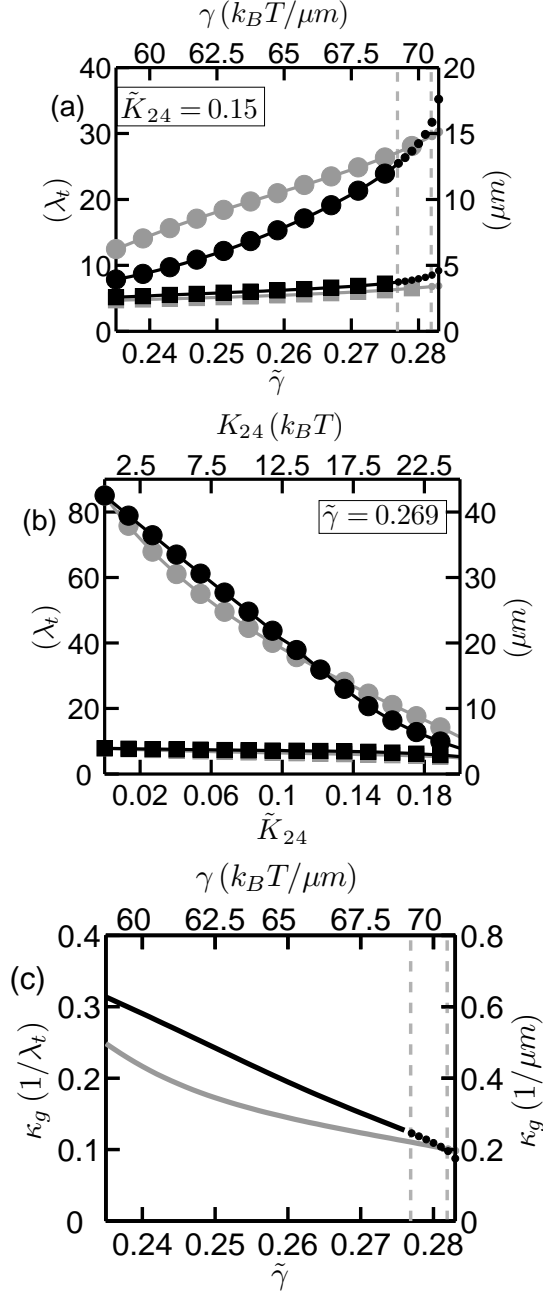 γ (k_BT/μm)
60 62.5 65 67.5 70
(a)
K̃_24 = 0.15
40 30 20 10 0
(λ_t)
20 15 10 5 0
(μm)
0.24 0.25 0.26 0.27 0.28
γ̃
K_24 (k_BT)
2.5 7.5 12.5 17.5 22.5
(b)
γ̃ = 0.269
80 60 40 20 0
(λ_t)
40 30 20 10 0
(μm)
0.02 0.06 0.1 0.14 0.18
K̃_24
γ (k_BT/μm)
60 62.5 65 67.5 70
(c)
0.4 0.3 0.2 0.1 0
κ_g (1/λ_t)
0.8 0.6 0.4 0.2 0
κ_g (1/μm)
0.24 0.25 0.26 0.27 0.28
γ̃